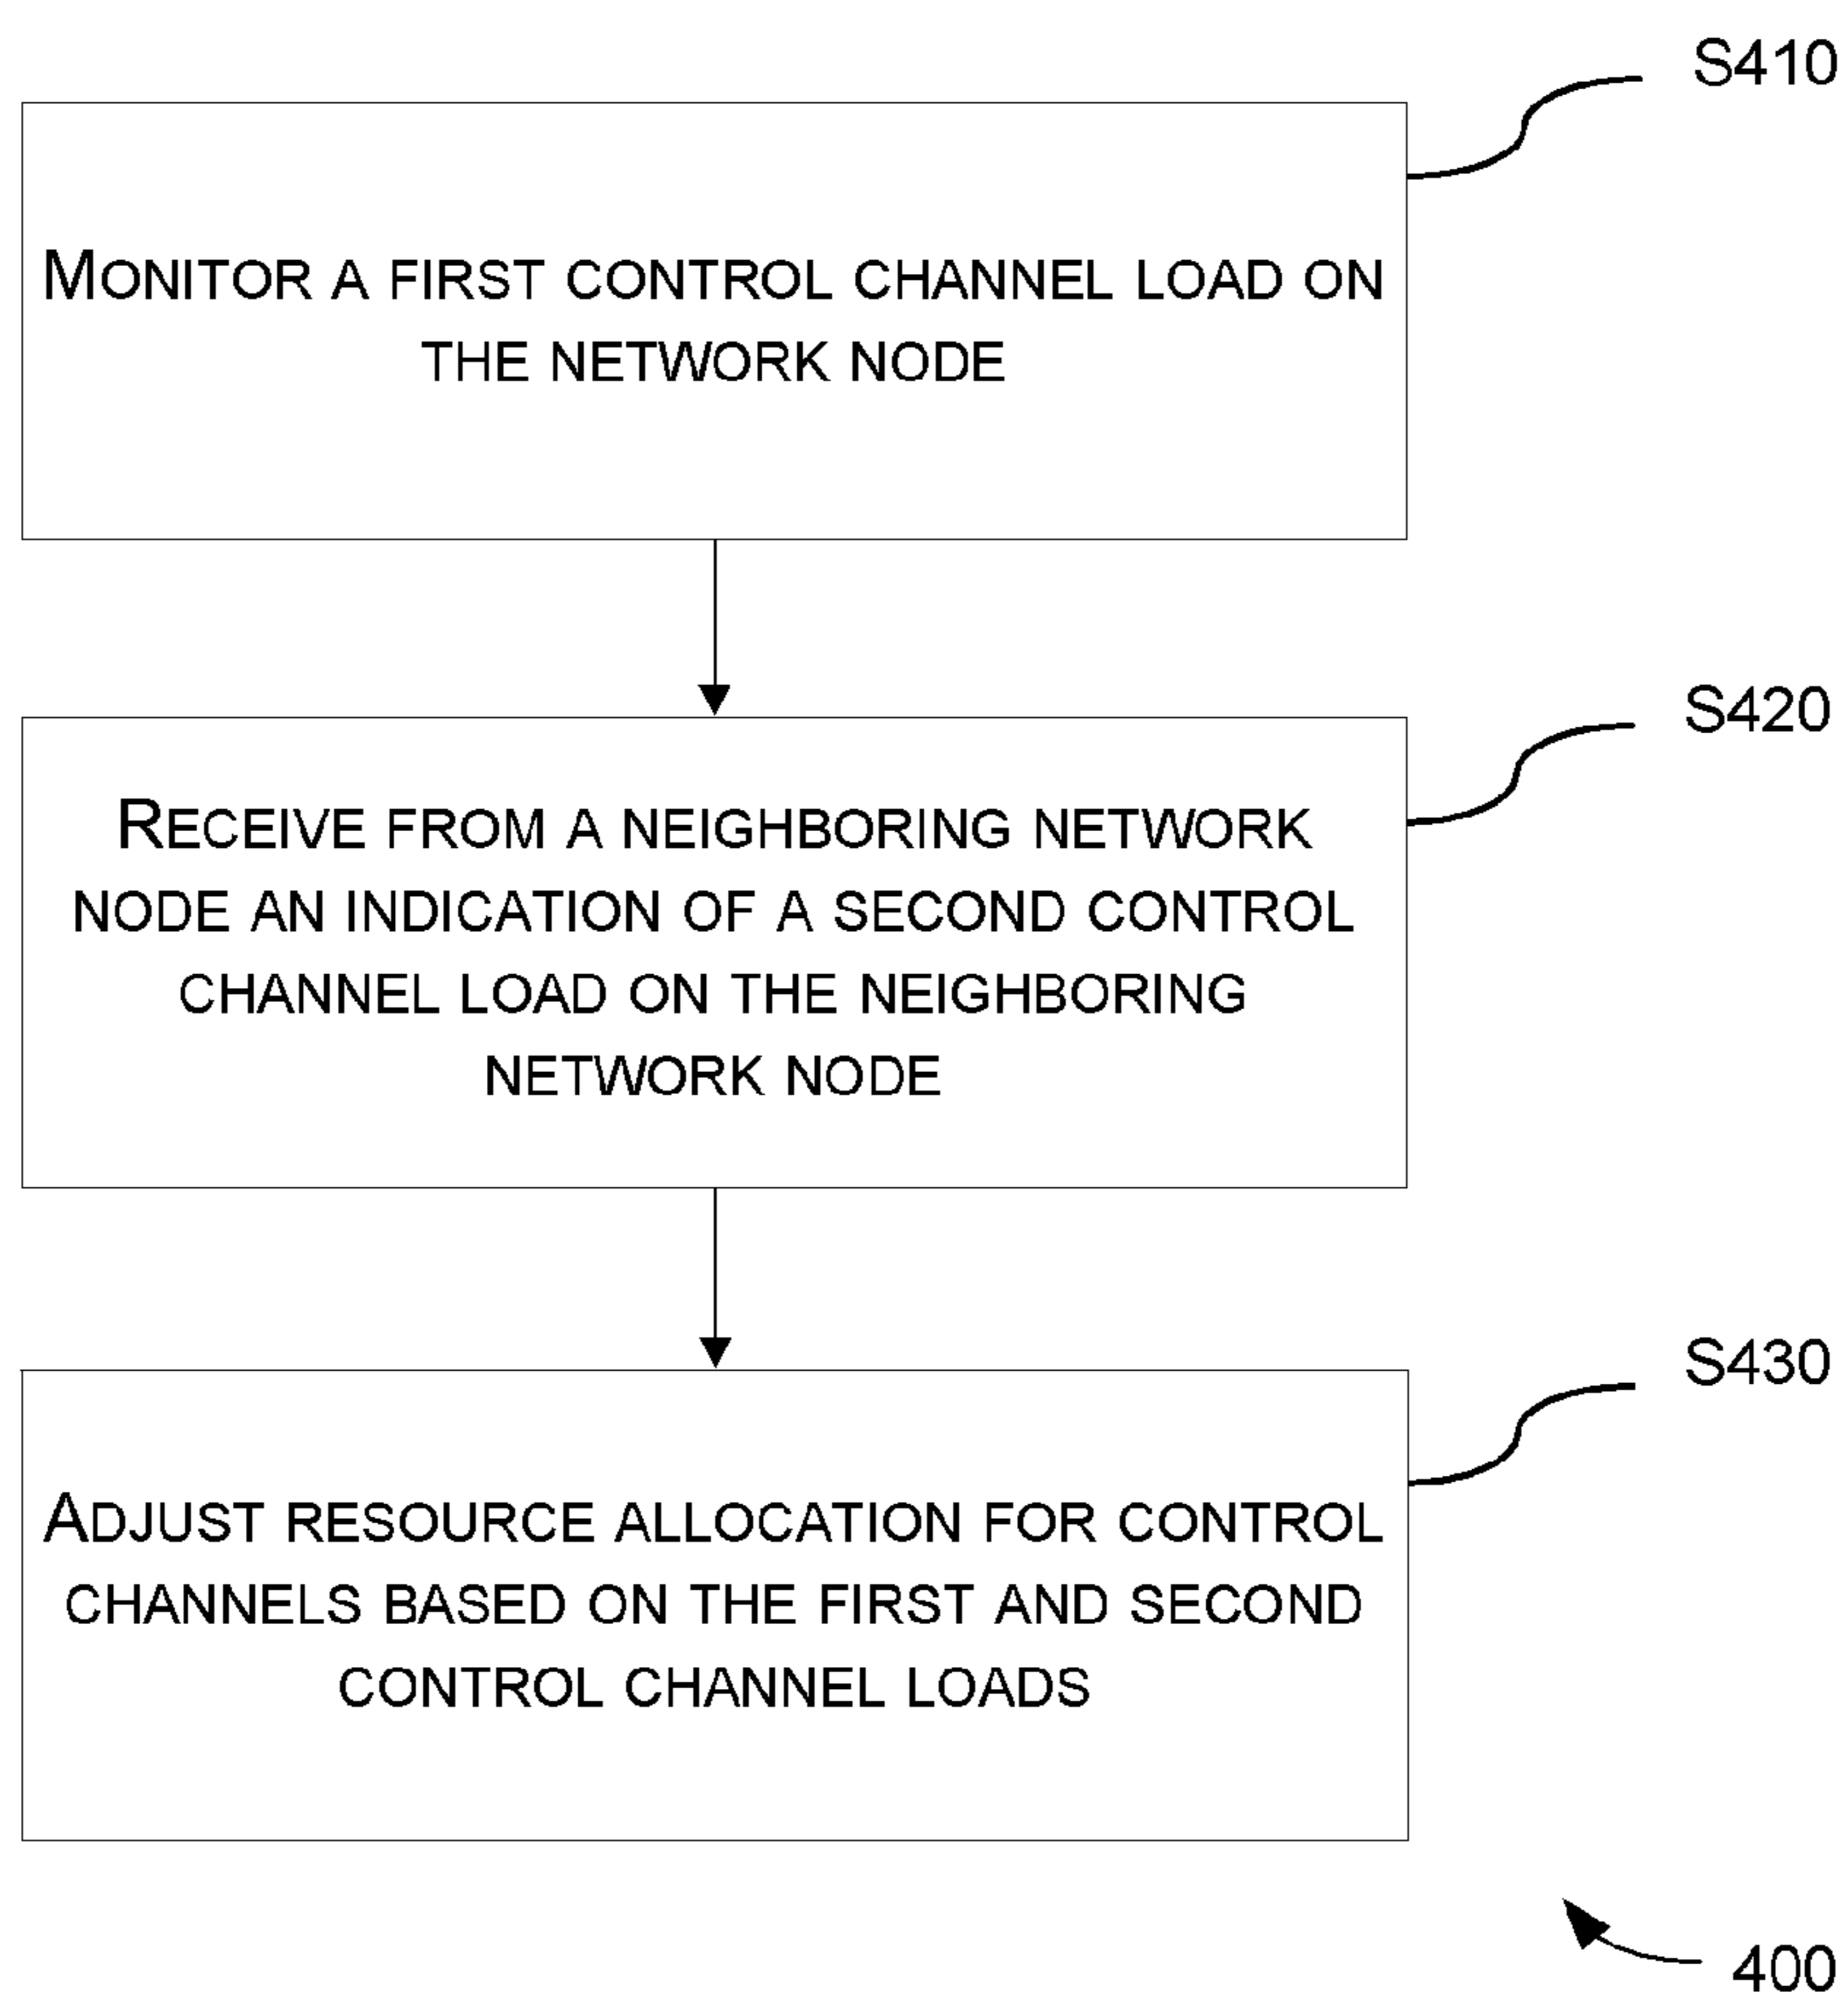 S410
MONITOR A FIRST CONTROL CHANNEL LOAD ON
THE NETWORK NODE
S420
RECEIVE FROM A NEIGHBORING NETWORK
NODE AN INDICATION OF A SECOND CONTROL
CHANNEL LOAD ON THE NEIGHBORING
NETWORK NODE
S430
ADJUST RESOURCE ALLOCATION FOR CONTROL
CHANNELS BASED ON THE FIRST AND SECOND
CONTROL CHANNEL LOADS
400